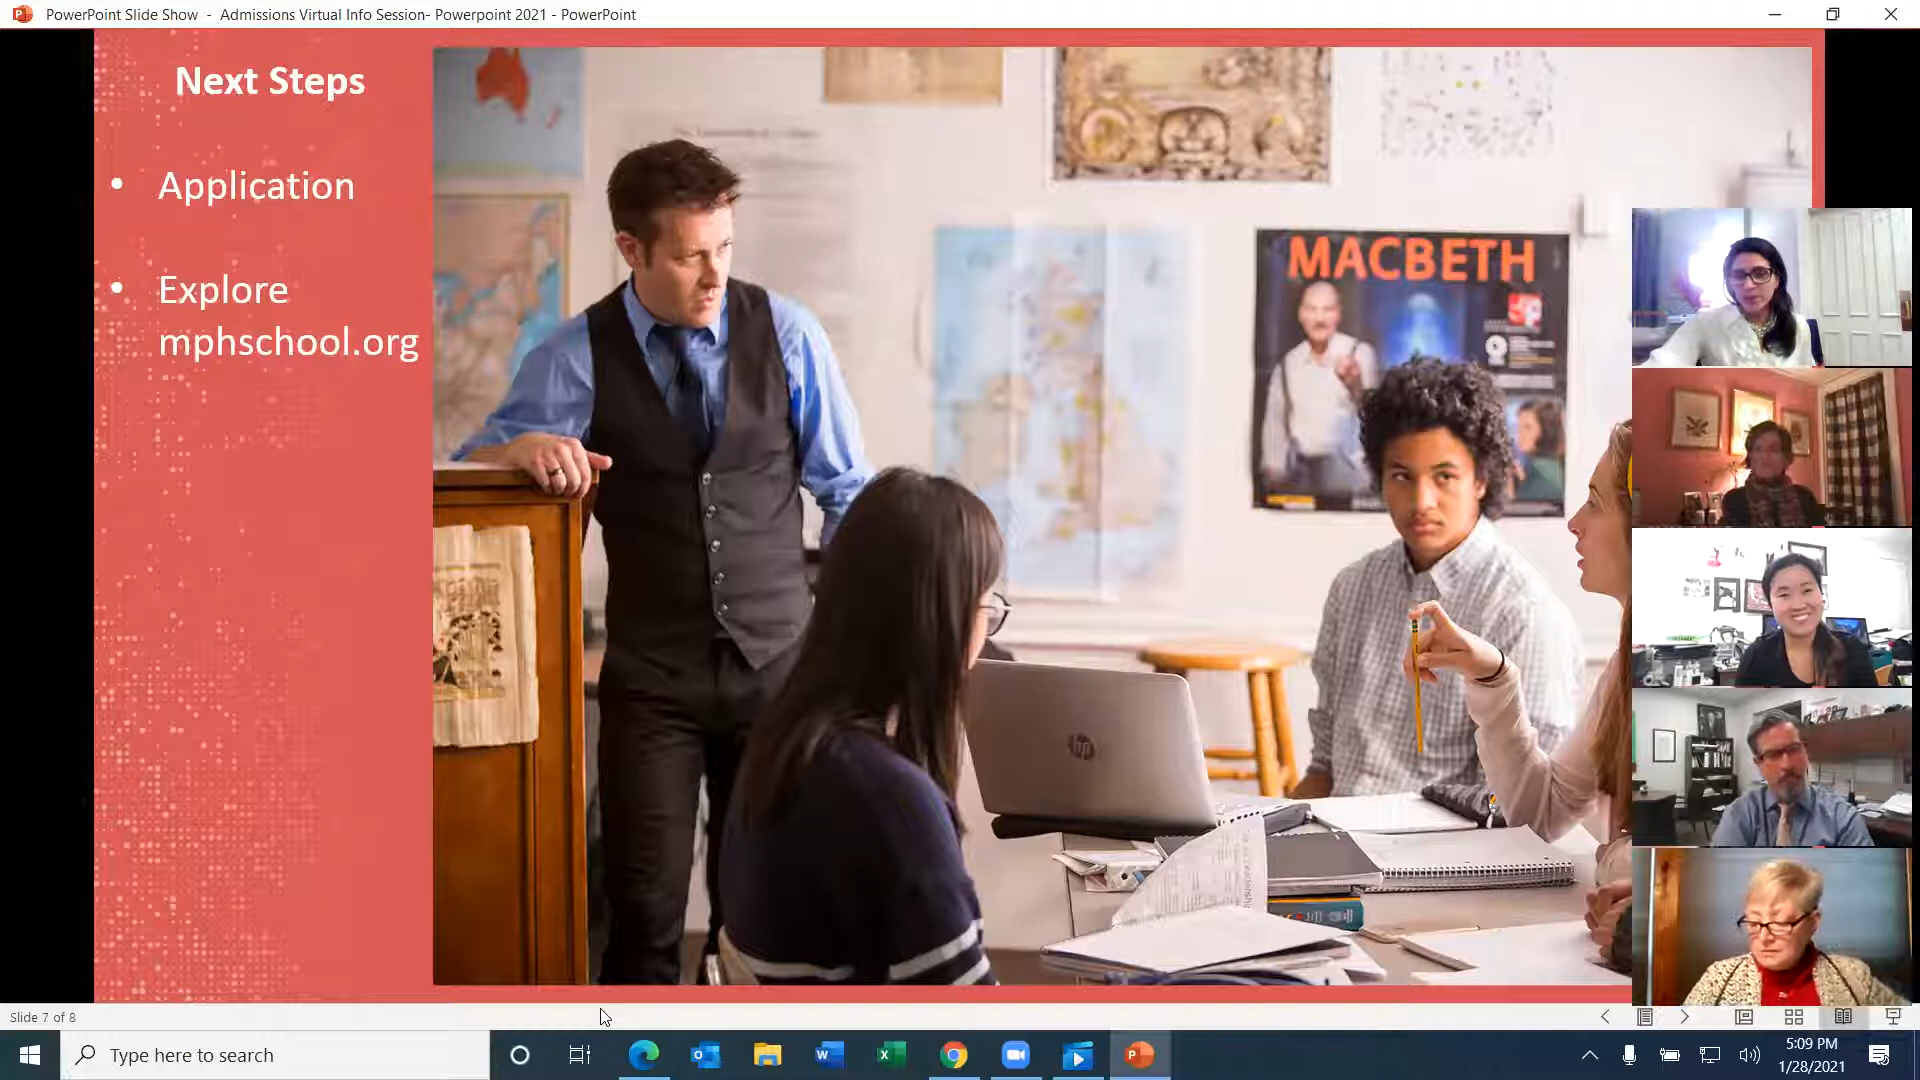 PowerPoint Slide Show - Admissions Virtual Info Session- Powerpoint 2021 - PowerPoint
Next Steps
• Application
• Explore
mphschool.org
MACBETH
hp
Slide 7 of 8
Type here to search
5:09 PM
1/28/2021